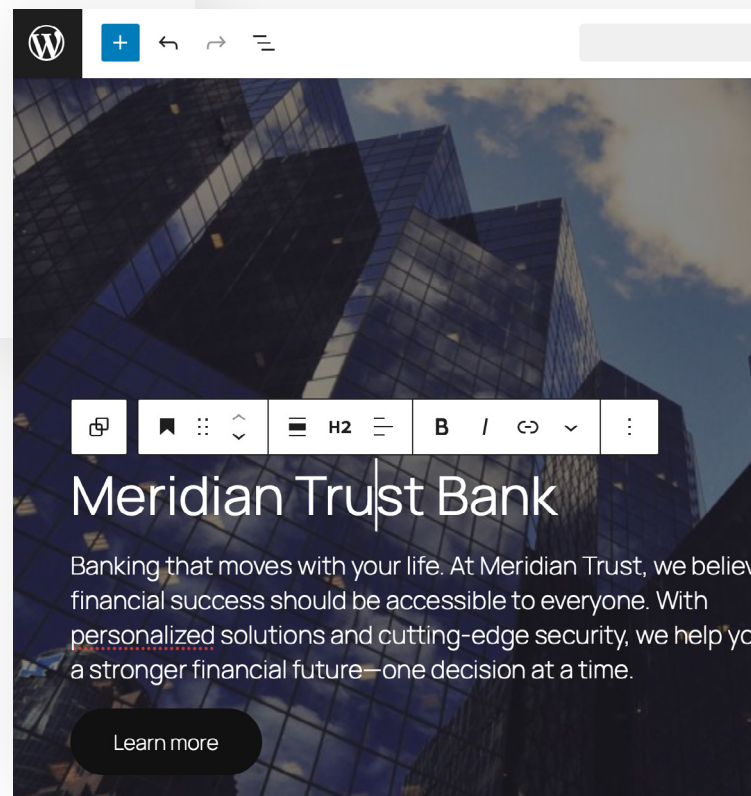 H2
B I
Meridian Trust Bank
Banking that moves with your life. At Meridian Trust, we
financial success should be accessible to everyone. With
personalized solutions and cutting-edge security, we help
a stronger financial future—one decision at a time.
Learn more